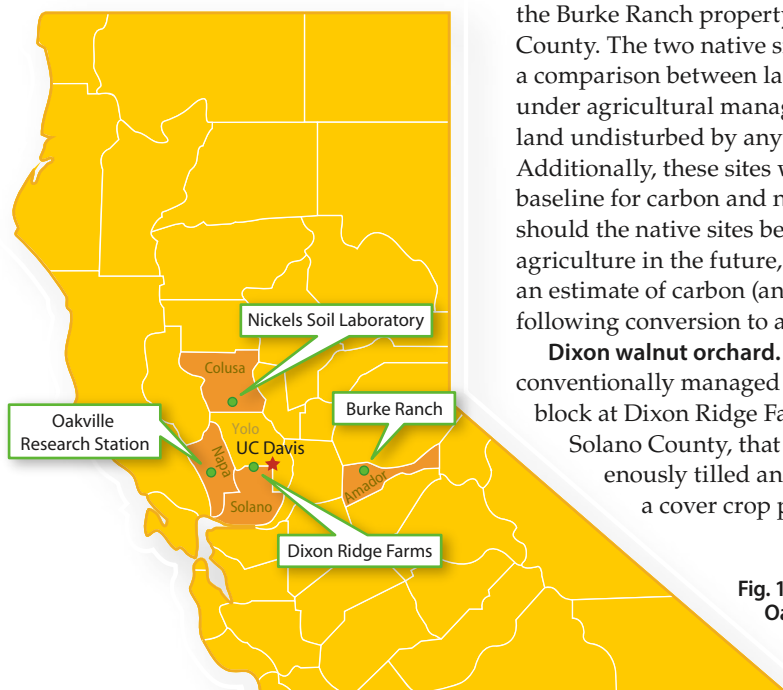 the Burke Ranch property
County. The two native s
a comparison between la
under agricultural manag
land undisturbed by any
Additionally, these sites w
baseline for carbon and n
should the native sites be
agriculture in the future,
an estimate of carbon (an
following conversion to a
Dixon walnut orchard.
conventionally managed
block at Dixon Ridge Fa
Solano County, that
enously tilled an
a cover crop p
Fig. 1
Oa
Nickels Soil Laboratory
Colusa
Burke Ranch
Oakville
Research Station
Yolo
UC Davis
Napa
Amador
Solano
Dixon Ridge Farms